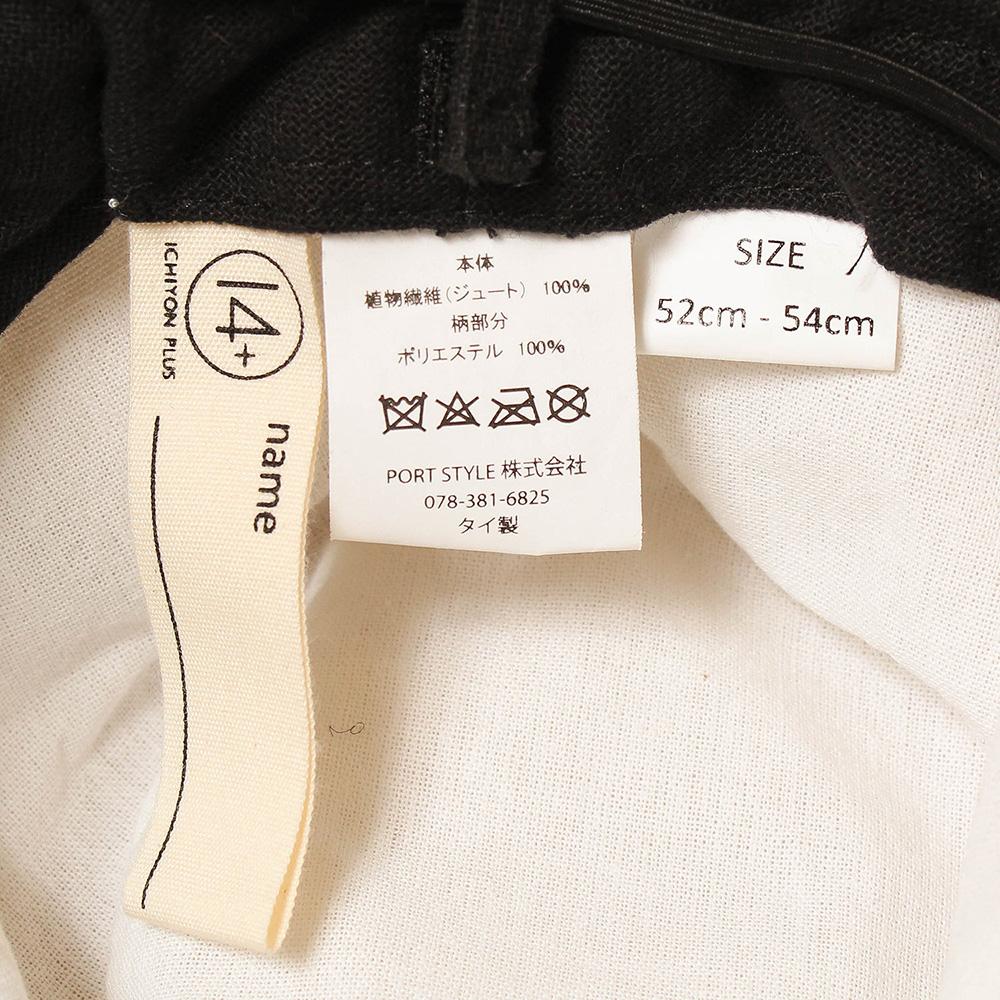 14+
ICHIYON PLUS
name
本体
植物繊維(ジュート) 100%
柄部分
ポリエステル 100%
PORT STYLE 株式会社
078-381-6825
タイ製
SIZE /
52cm - 54cm